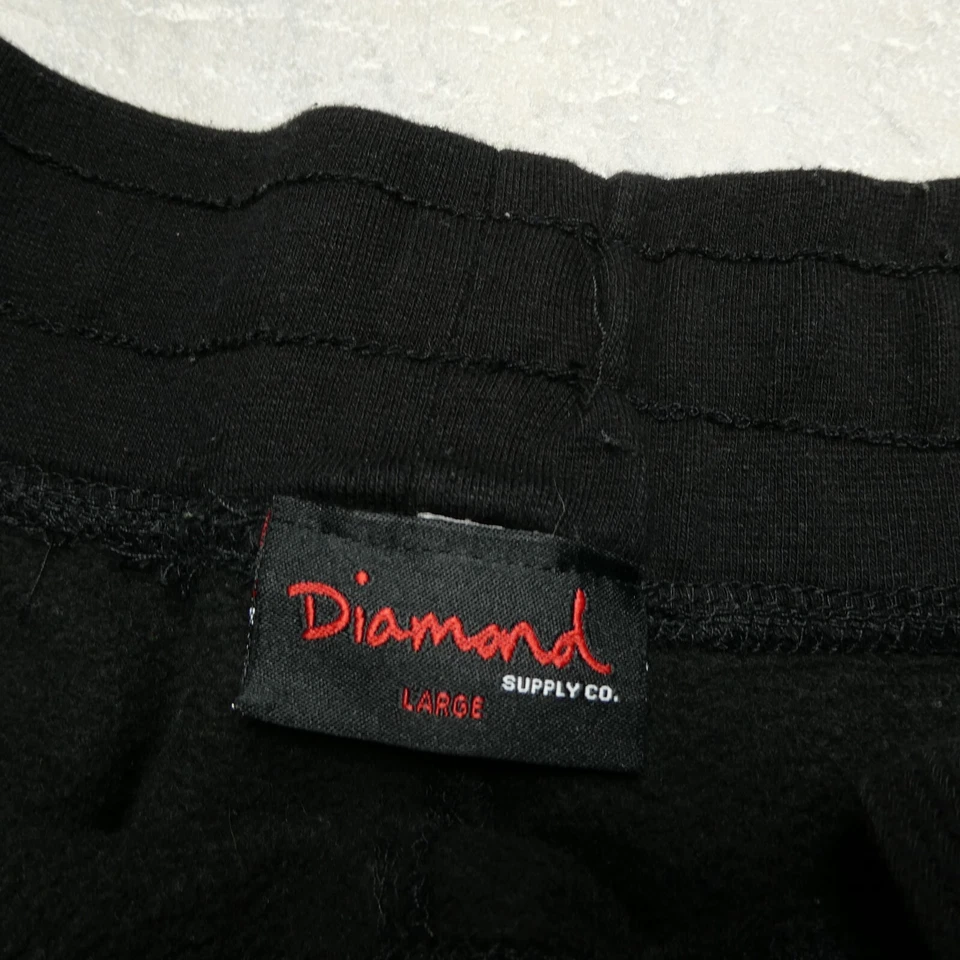 Diamond
SUPPLY CO.
LARGE